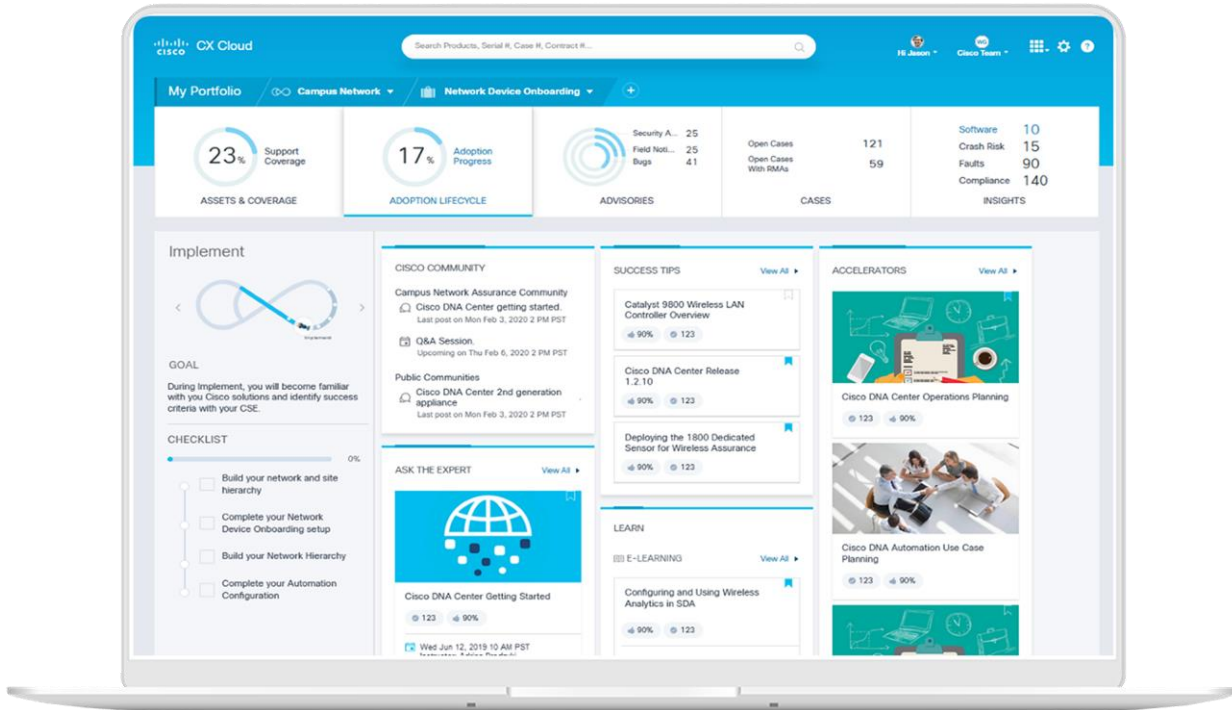 cisco CX Cloud
Search Products, Serial #, Case #, Contract #...
Hi Jason
WG
Cisco Team
?
My Portfolio
Campus Network
Network Device Onboarding
+
23%
Support
Coverage
ASSETS & COVERAGE
17%
Adoption
Progress
ADOPTION LIFECYCLE
Security A... 25
Field Noti... 25
Bugs 41
ADVISORIES
Open Cases 121
Open Cases
With RMAs 59
CASES
Software 10
Crash Risk 15
Faults 90
Compliance 140
INSIGHTS
Implement
Implement
GOAL
During Implement, you will become familiar
with you Cisco solutions and identify success
criteria with your CSE.
CHECKLIST
0%
Build your network and site
hierarchy
Complete your Network
Device Onboarding setup
Build your Network Hierarchy
Complete your Automation
Configuration
CISCO COMMUNITY
Campus Network Assurance Community
Cisco DNA Center getting started.
Last post on Mon Feb 3, 2020 2 PM PST
Q&A Session.
Upcoming on Thu Feb 6, 2020 2 PM PST
Public Communities
Cisco DNA Center 2nd generation
appliance
Last post on Mon Feb 3, 2020 2 PM PST
ASK THE EXPERT View All
Cisco DNA Center Getting Started
123 90%
Wed Jun 12, 2019 10 AM PST
SUCCESS TIPS View All
Catalyst 9800 Wireless LAN
Controller Overview
90% 123
Cisco DNA Center Release
1.2.10
90% 123
Deploying the 1800 Dedicated
Sensor for Wireless Assurance
90% 123
LEARN
E-LEARNING View All
Configuring and Using Wireless
Analytics in SDA
90% 123
ACCELERATORS View All
Cisco DNA Center Operations Planning
123 90%
Cisco DNA Automation Use Case
Planning
123 90%